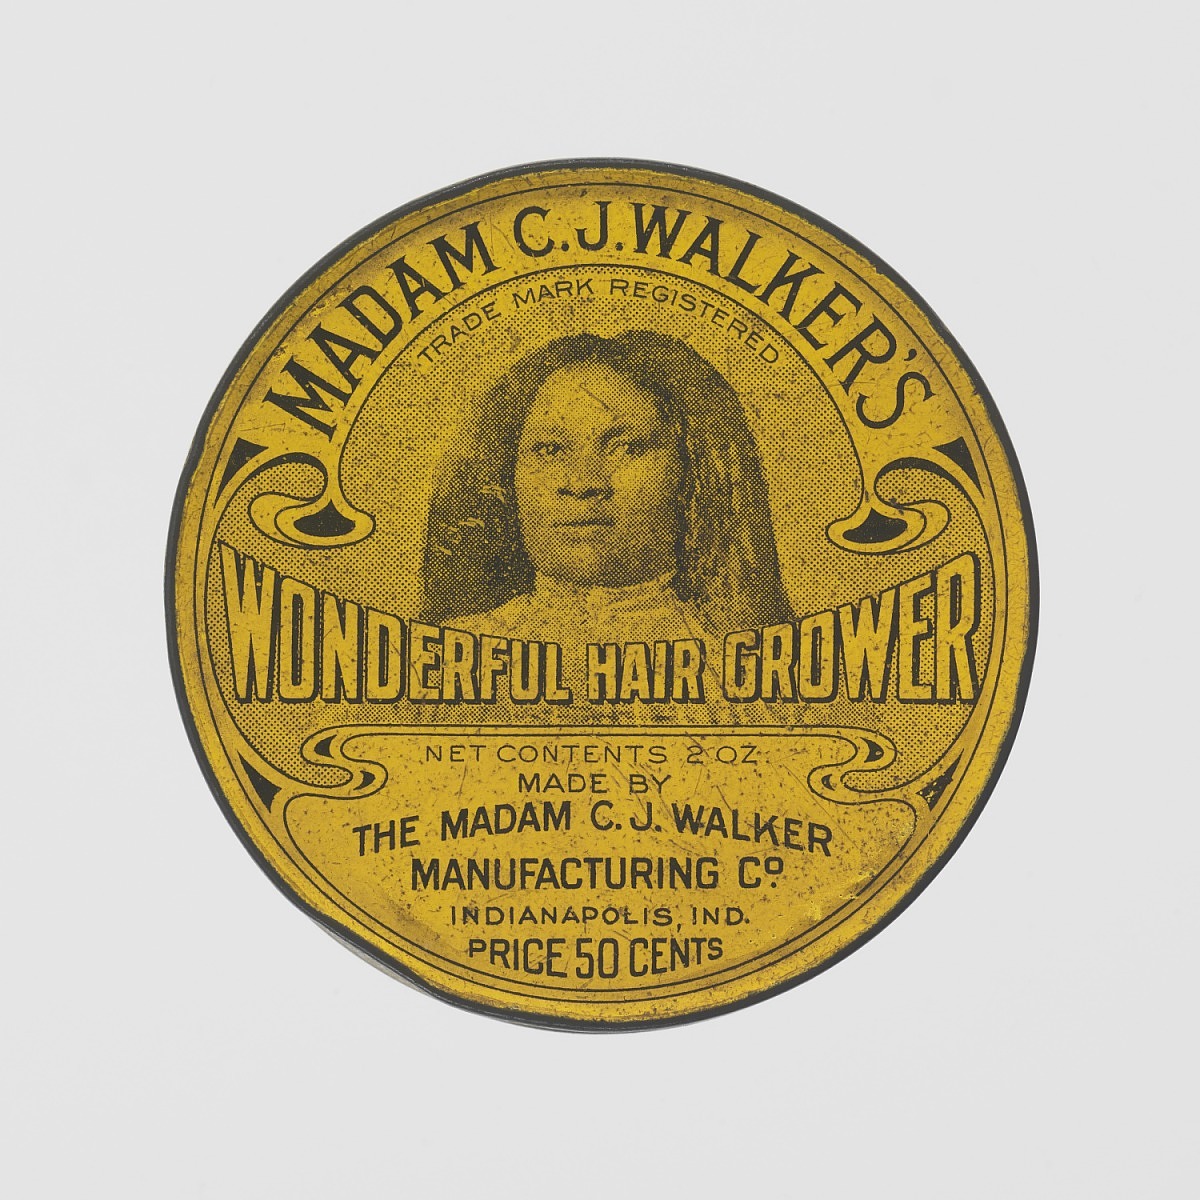 MADAM C.J. WALKER'S
TRADE MARK REGISTERED
WONDERFUL HAIR GROWER
NET CONTENTS 2 OZ.
MADE BY
THE MADAM C.J. WALKER
MANUFACTURING Cº.
INDIANAPOLIS, IND.
PRICE 50 CENTS